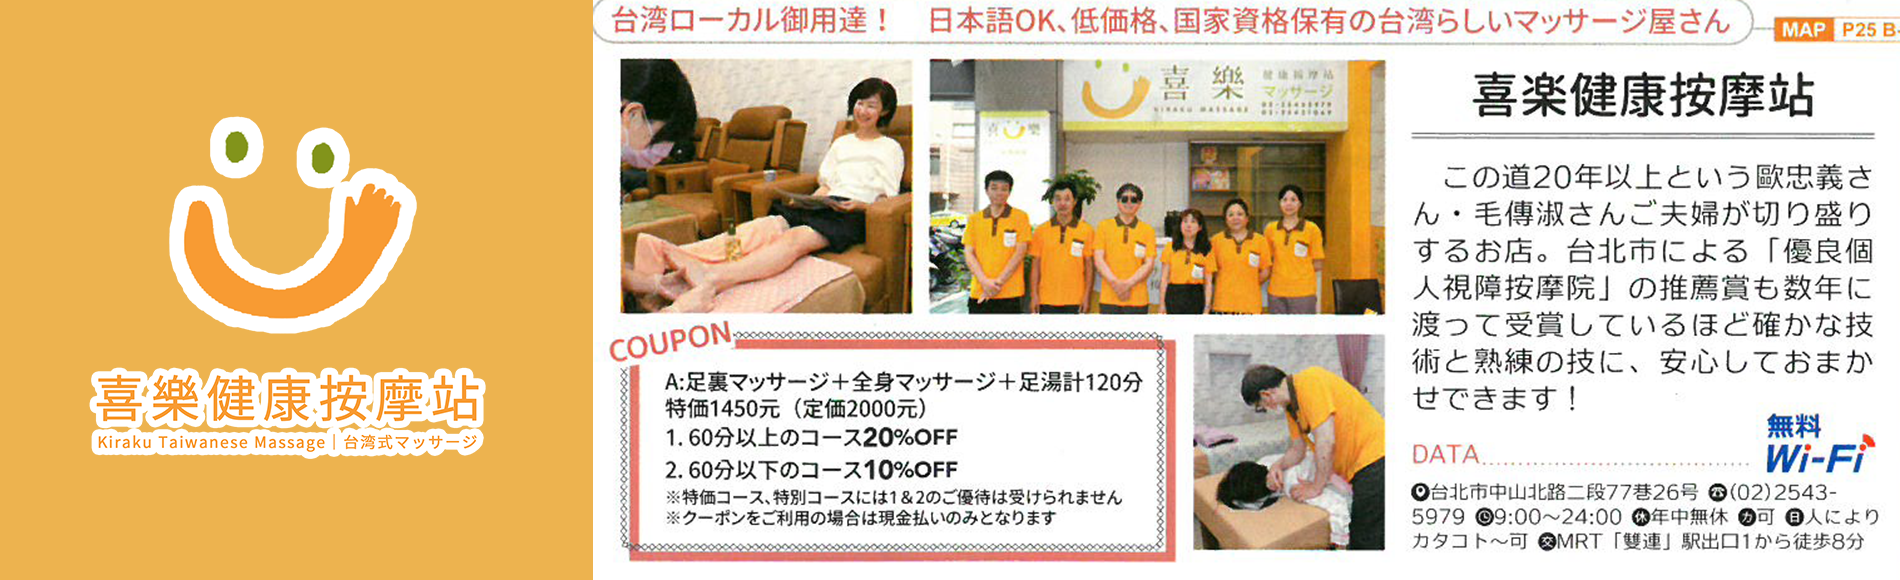 喜樂健康按摩站
Kiraku Taiwanese Massage｜台湾式マッサージ
台湾ローカル御用達！　日本語OK、低価格、国家資格保有の台湾らしいマッサージ屋さん
MAP P25 B-
喜樂 健康按摩站
マッサージ
KIRAKU MASSAGE
02-25435979
喜樂
COUPON
A:足裏マッサージ＋全身マッサージ＋足湯計120分
特価1450元（定価2000元）
1. 60分以上のコース20%OFF
2. 60分以下のコース10%OFF
※特価コース、特別コースには1＆2のご優待は受けられません
※クーポンをご利用の場合は現金払いのみとなります
喜楽健康按摩站
この道20年以上という歐忠義さ
ん・毛傳淑さんご夫婦が切り盛り
するお店。台北市による「優良個
人視障按摩院」の推薦賞も数年に
渡って受賞しているほど確かな技
術と熟練の技に、安心しておまか
せできます！
無料
Wi-Fi
DATA
台北市中山北路二段77巷26号 ☎(02)2543-
5979 9:00〜24:00 休年中無休 カ可 日人により
カタコト〜可 交MRT「雙連」駅出口1から徒歩8分